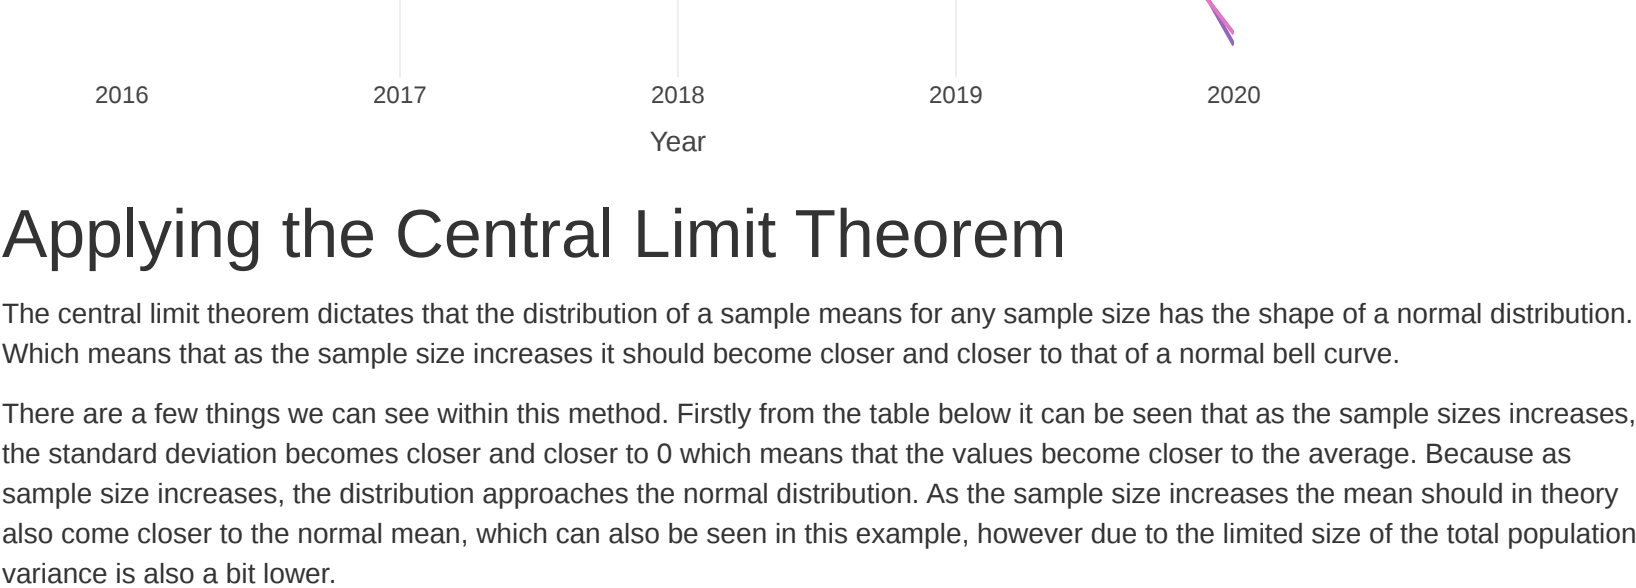 2016 2017 2018 2019 2020
Year
Applying the Central Limit Theorem
The central limit theorem dictates that the distribution of a sample means for any sample size has the shape of a normal distribution.
Which means that as the sample size increases it should become closer and closer to that of a normal bell curve.
There are a few things we can see within this method. Firstly from the table below it can be seen that as the sample sizes increases,
the standard deviation becomes closer and closer to 0 which means that the values become closer to the average. Because as
sample size increases, the distribution approaches the normal distribution. As the sample size increases the mean should in theory
also come closer to the normal mean, which can also be seen in this example, however due to the limited size of the total population
variance is also a bit lower.